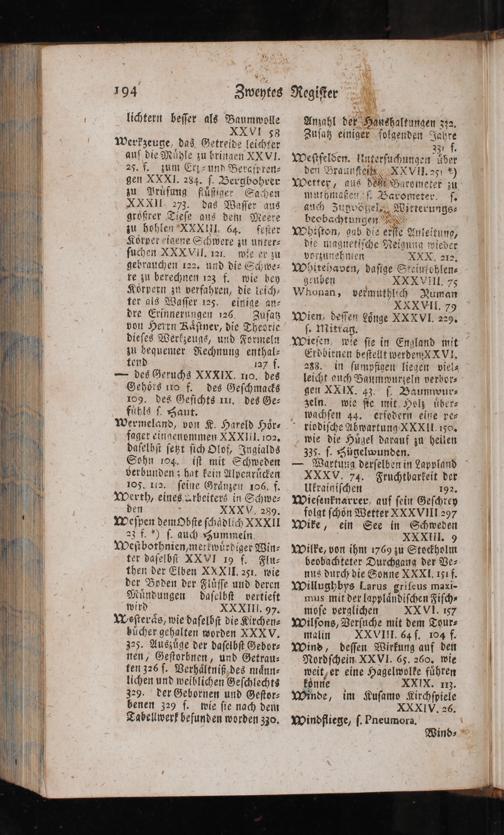 194 Zweytes Register
lichtern besser als Baumwolle
XXVI 58
Werkzeuge, das Getreide leichter
auf die Mühle zu bringen XXVI.
25. f. zum Erz- und Bergspren-
gen XXXI. 284. s. Bergbohrer
zu Prüfung flüssiger Sachen
XXXII 273. das Wasser aus
großrer Tiefe aus dem Meere
zu hohlen XXXIII. 64. fester
Körper eigene Schwere zu unter-
suchen XXXVII. 121. wie er zu
gebrauchen 122. und die Schwe-
re zu berechnen 123 f. wie bey
Körpern zu verfahren, die leich-
ter als Wasser 125. einige an-
dre Erinnerungen 126. Zusatz
von Herrn Kästner, die Theorie
dieses Werkzeugs, und Formeln
zu bequemer Rechnung enthal-
tend 127 f.
— des Geruchs XXXIX. 110. des
Gehörs 110 f. des Geschmacks
109. des Gesichts 111. des Ge-
fühls s. Haut.
Wermeland, von K. Hareld Hör-
fager eingenommen XXXIII. 102.
daselbst setzt sich Olof, Ingialds
Sohn 104. ist mit Schweden
verbunden; hat kein Alpenrücken
105. 112. seine Gränzen 106. f.
Werth, eines Arbeiters in Schwe-
den XXXV. 289.
Wespen dem Obste schädlich XXXII
23 f. *) s. auch Hummeln.
Westbothnien, merkwürdiger Win-
ter daselbst XXVI 19 f. Flu-
then der Elben XXXII. 251. wie
der Boden der Flüsse und deren
Mündungen daselbst vertieft
wird XXXIII. 97.
Westerås, wie daselbst die Kirchen-
bücher gehalten worden XXXV.
325. Auszüge der daselbst Gebor-
nen, Gestorbnen, und Getrau-
ten 326 f. Verhältniß des männ-
lichen und weiblichen Geschlechts
329. der Gebornen und Gestor-
benen 329 f. wie sie nach dem
Tabellwerk befunden worden 330.
Anzahl der Haushaltungen 332.
Zusatz einiger folgenden Jahre
331 f.
Westfelden. Untersuchungen über
den Braunstein XXVII. 251 *)
Wetter, aus dem Barometer zu
muthmaßen s. Barometer. s.
auch Zugvögel. Witterungs-
beobachtungen
Whiston, gab die erste Anleitung,
die magnetische Neigung wieder
vorzunehmen XXX. 212.
Whitehaven, dasige Steinkohlen-
gruben XXXVIII. 75
Whonan, vermuthlich Numan
XXXVII. 79
Wien, dessen Länge XXXVI. 229.
s. Mittag.
Wiesen, wie sie in England mit
Erdbirnen bestellt werden XXVI.
288. in sumpfigen liegen viel-
leicht auch Baumwurzeln verbor-
gen XXIX. 43. s. Baumwur-
zeln. wie sie mit Holz über-
wachsen 44. erfodern eine pe-
riodische Abwartung XXXII. 150.
wie die Hügel darauf zu heilen
335. s. Hügelwunden.
— Wartung derselben in Lappland
XXXV. 74. Fruchtbarkeit der
Ukrainischen 192.
Wiesenknarrer, auf sein Geschrey
folgt schön Wetter XXXVIII 297
Wike, ein See in Schweden
XXXIII. 9
Wilke, von ihm 1769 zu Stockholm
beobachteter Durchgang der Ve-
nus durch die Sonne XXXI. 151 f.
Willughbys Larus griseus maxi-
mus mit der lappländischen Fisch-
mose verglichen XXVI. 157
Wilsons, Versuche mit dem Tour-
malin XXVIII. 64 f. 104 f.
Wind, dessen Wirkung auf den
Nordschein XXVI. 65. 260. wie
weit er eine Hagelwolke führen
könne XXIX. 113.
Winde, im Kusamo Kirchspiele
XXXIV. 26.
Windfliege, s. Pneumora.
Wind-